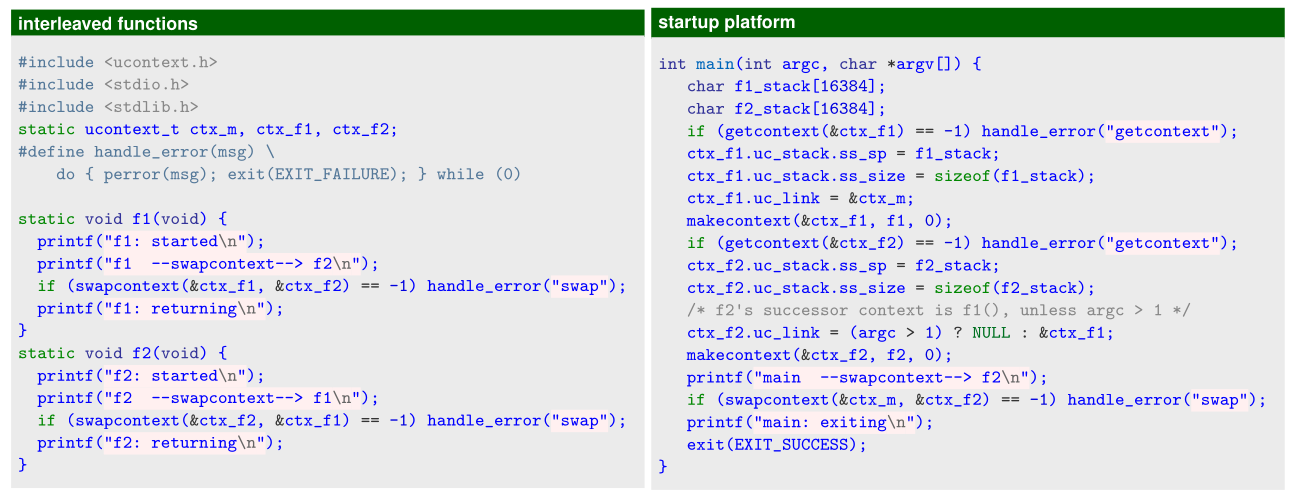 interleaved functions
#include <ucontext.h>
#include <stdio.h>
#include <stdlib.h>
static ucontext_t ctx_m, ctx_f1, ctx_f2;
#define handle_error(msg) \
    do { perror(msg); exit(EXIT_FAILURE); } while (0)
static void f1(void) {
  printf("f1: started\n");
  printf("f1  --swapcontext--> f2\n");
  if (swapcontext(&ctx_f1, &ctx_f2) == -1) handle_error("swap");
  printf("f1: returning\n");
}
static void f2(void) {
  printf("f2: started\n");
  printf("f2  --swapcontext--> f1\n");
  if (swapcontext(&ctx_f2, &ctx_f1) == -1) handle_error("swap");
  printf("f2: returning\n");
}
startup platform
int main(int argc, char *argv[]) {
   char f1_stack[16384];
   char f2_stack[16384];
   if (getcontext(&ctx_f1) == -1) handle_error("getcontext");
   ctx_f1.uc_stack.ss_sp = f1_stack;
   ctx_f1.uc_stack.ss_size = sizeof(f1_stack);
   ctx_f1.uc_link = &ctx_m;
   makecontext(&ctx_f1, f1, 0);
   if (getcontext(&ctx_f2) == -1) handle_error("getcontext");
   ctx_f2.uc_stack.ss_sp = f2_stack;
   ctx_f2.uc_stack.ss_size = sizeof(f2_stack);
   /* f2's successor context is f1(), unless argc > 1 */
   ctx_f2.uc_link = (argc > 1) ? NULL : &ctx_f1;
   makecontext(&ctx_f2, f2, 0);
   printf("main  --swapcontext--> f2\n");
   if (swapcontext(&ctx_m, &ctx_f2) == -1) handle_error("swap");
   printf("main: exiting\n");
   exit(EXIT_SUCCESS);
}